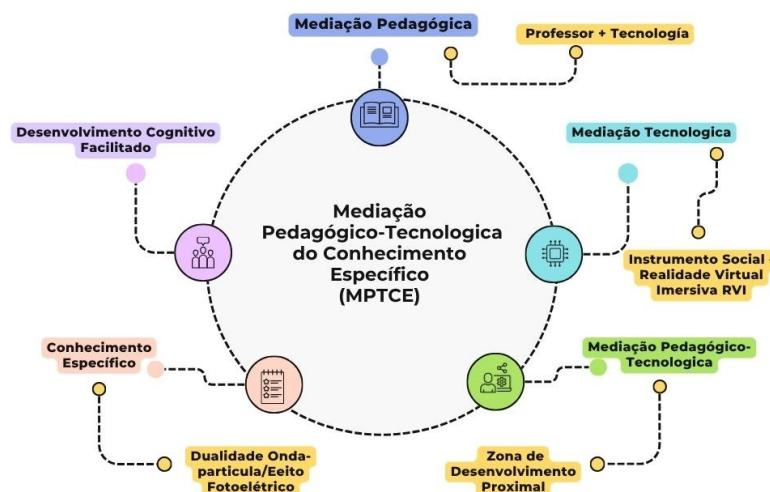 Mediação Pedagógica
Professor + Tecnología
Desenvolvimento Cognitivo
Facilitado
Mediação Tecnologica
Mediação
Pedagógico-Tecnologica
do Conhecimento
Específico
(MPTCE)
Instrumento Social -
Realidade Virtual
Imersiva RVI
Conhecimento
Específico
Mediação Pedagógico-
Tecnologica
Dualidade Onda-
particula/Eeito
Fotoelétrico
Zona de
Desenvolvimento
Proximal